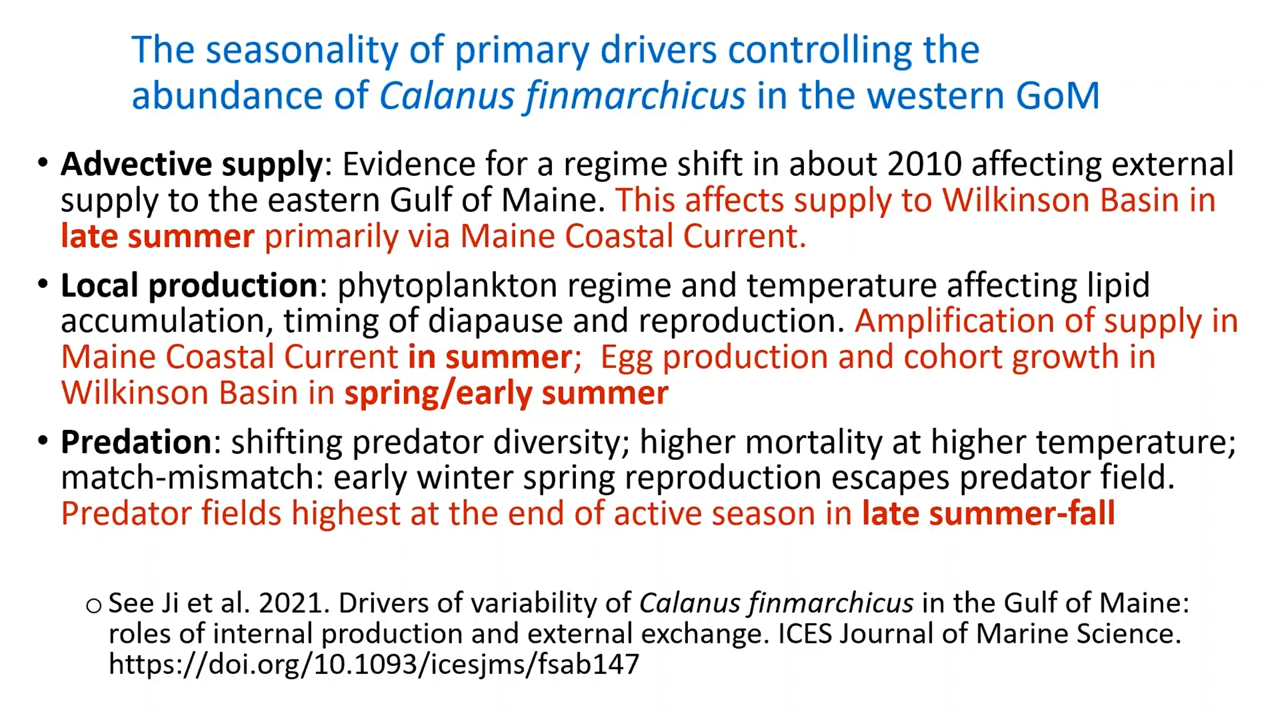 The seasonality of primary drivers controlling the
abundance of Calanus finmarchicus in the western GoM
• Advective supply: Evidence for a regime shift in about 2010 affecting external
supply to the eastern Gulf of Maine. This affects supply to Wilkinson Basin in
late summer primarily via Maine Coastal Current.
• Local production: phytoplankton regime and temperature affecting lipid
accumulation, timing of diapause and reproduction. Amplification of supply in
Maine Coastal Current in summer;  Egg production and cohort growth in
Wilkinson Basin in spring/early summer
• Predation: shifting predator diversity; higher mortality at higher temperature;
match-mismatch: early winter spring reproduction escapes predator field.
Predator fields highest at the end of active season in late summer-fall
o See Ji et al. 2021. Drivers of variability of Calanus finmarchicus in the Gulf of Maine:
roles of internal production and external exchange. ICES Journal of Marine Science.
https://doi.org/10.1093/icesjms/fsab147